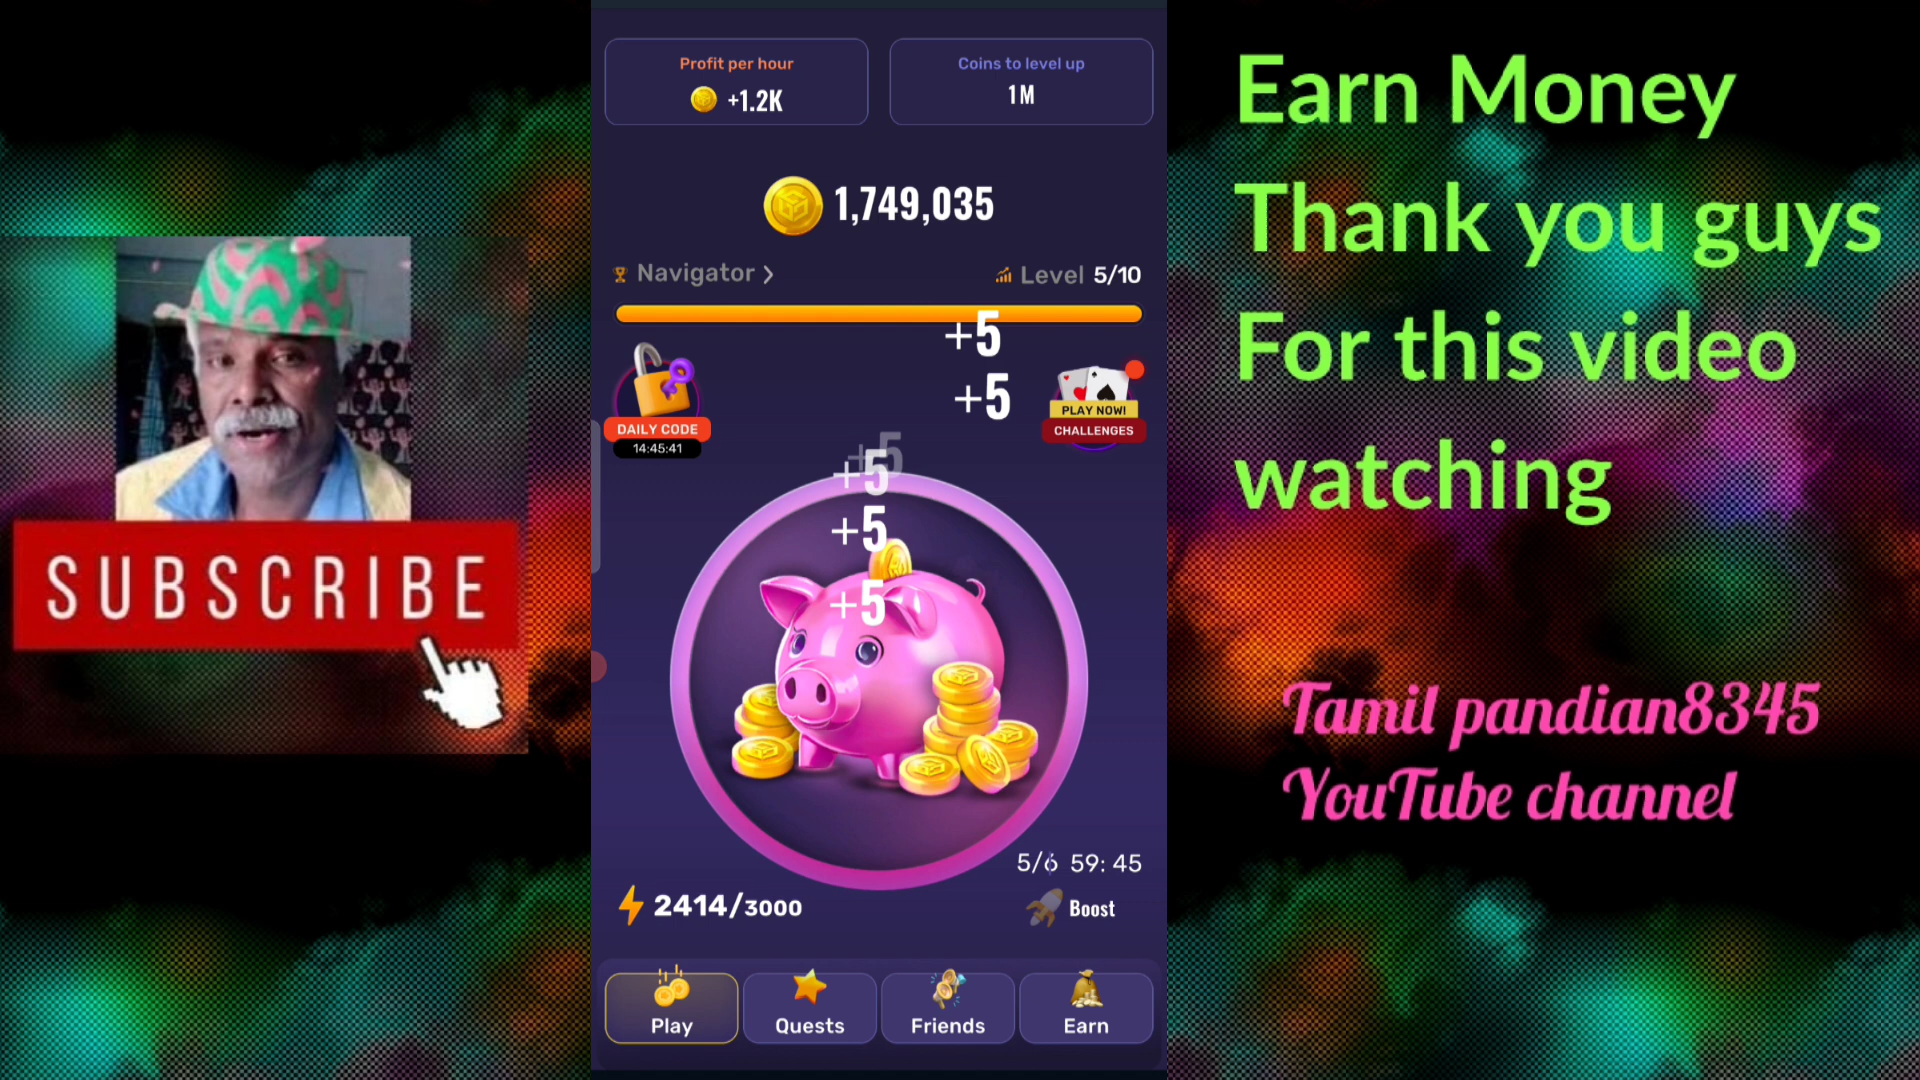 SUBSCRIBE
Profit per hour
+1.2K
Coins to level up
1M
1,749,035
Navigator >
Level 5/10
+5
+5
DAILY CODE
14:45:41
PLAY NOW!
CHALLENGES
+5
+5
+5
+5
5/6 59: 45
2414/3000
Boost
Play
Quests
Friends
Earn
Earn Money
Thank you guys
For this video
watching
Tamil pandian8345
YouTube channel